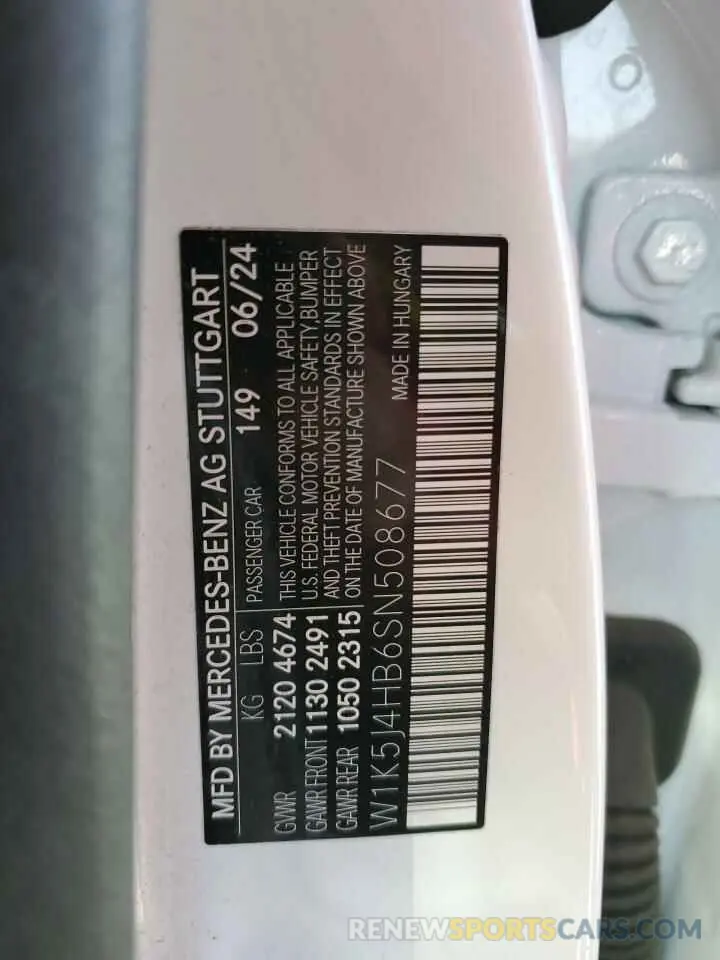 MFD BY MERCEDES-BENZ AG STUTTGART
KG LBS PASSENGER CAR 149 06/24
GVWR 2120 4674 THIS VEHICLE CONFORMS TO ALL APPLICABLE
GAWR FRONT 1130 2491 U.S. FEDERAL MOTOR VEHICLE SAFETY, BUMPER
GAWR REAR 1050 2315 AND THEFT PREVENTION STANDARDS IN EFFECT
ON THE DATE OF MANUFACTURE SHOWN ABOVE
W1K5J4HB6SN508677 MADE IN HUNGARY
RENEWSPORTSCARS.COM